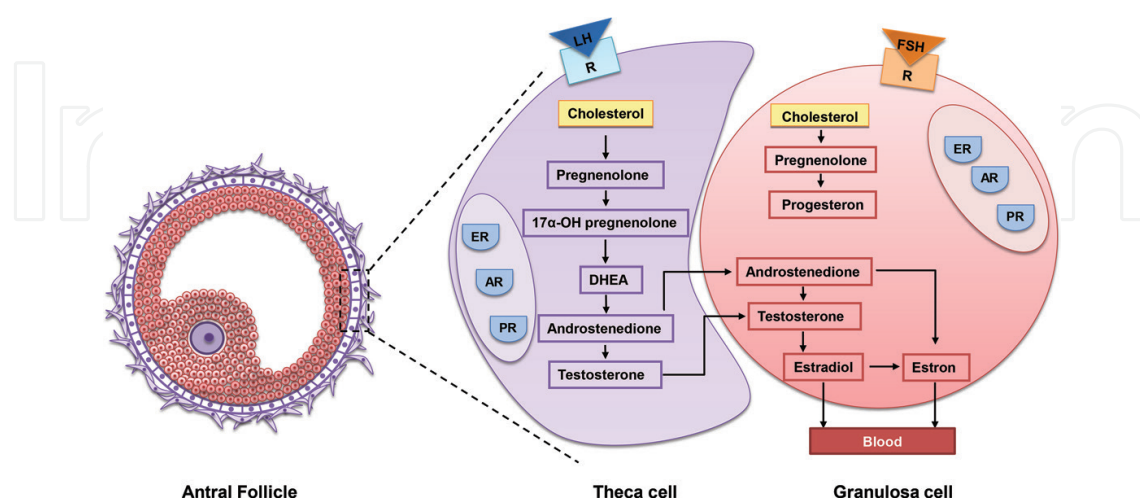 LH
R
Cholesterol
Pregnenolone
17α-OH pregnenolone
DHEA
Androstenedione
Testosterone
ER
AR
PR
FSH
R
Cholesterol
Pregnenolone
Progesteron
ER
AR
PR
Androstenedione
Testosterone
Estradiol
Estron
Blood
Antral Follicle
Theca cell
Granulosa cell